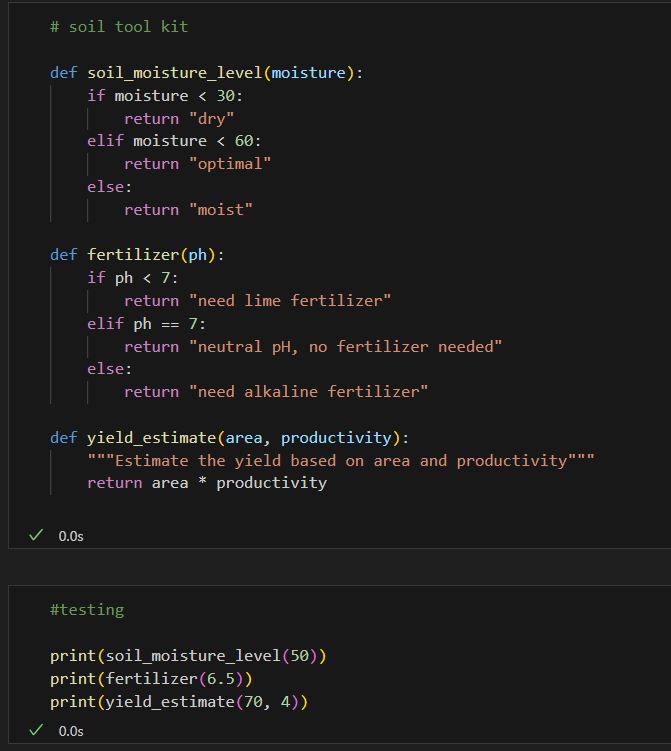 # soil tool kit
def soil_moisture_level(moisture):
    if moisture < 30:
        return "dry"
    elif moisture < 60:
        return "optimal"
    else:
        return "moist"
def fertilizer(ph):
    if ph < 7:
        return "need lime fertilizer"
    elif ph == 7:
        return "neutral pH, no fertilizer needed"
    else:
        return "need alkaline fertilizer"
def yield_estimate(area, productivity):
    """Estimate the yield based on area and productivity"""
    return area * productivity
0.0s
#testing
print(soil_moisture_level(50))
print(fertilizer(6.5))
print(yield_estimate(70, 4))
0.0s